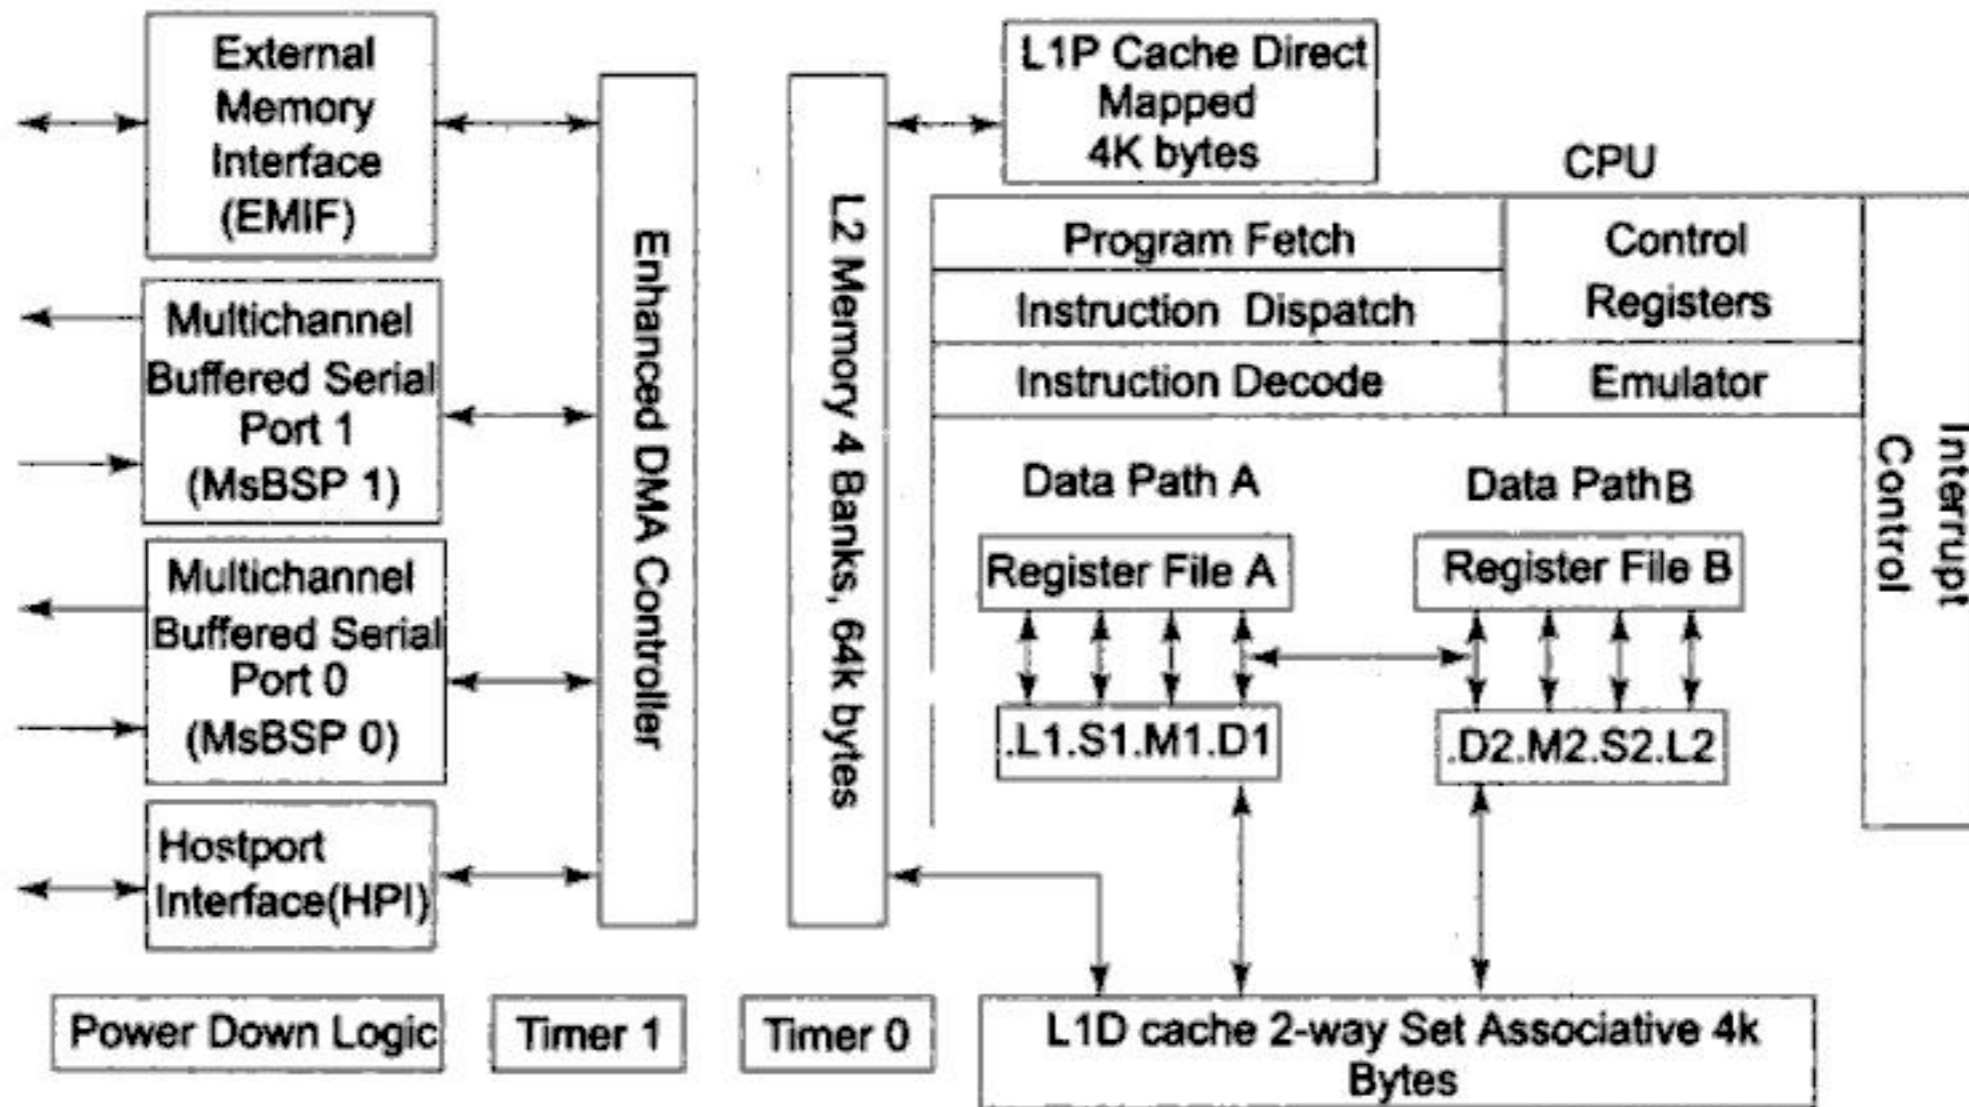 External
Memory
Interface
(EMIF)
Multichannel
Buffered Serial
Port 1
(MsBSP 1)
Multichannel
Buffered Serial
Port 0
(MsBSP 0)
Hostport
Interface(HPI)
Power Down Logic
Timer 1
Timer 0
Enhanced DMA Controller
L2 Memory 4 Banks, 64k bytes
L1P Cache Direct
Mapped
4K bytes
CPU
Program Fetch
Instruction Dispatch
Instruction Decode
Control
Registers
Emulator
Interrupt
Control
Data Path A
Data Path B
Register File A
Register File B
.L1.S1.M1.D1
.D2.M2.S2.L2
L1D cache 2-way Set Associative 4k
Bytes